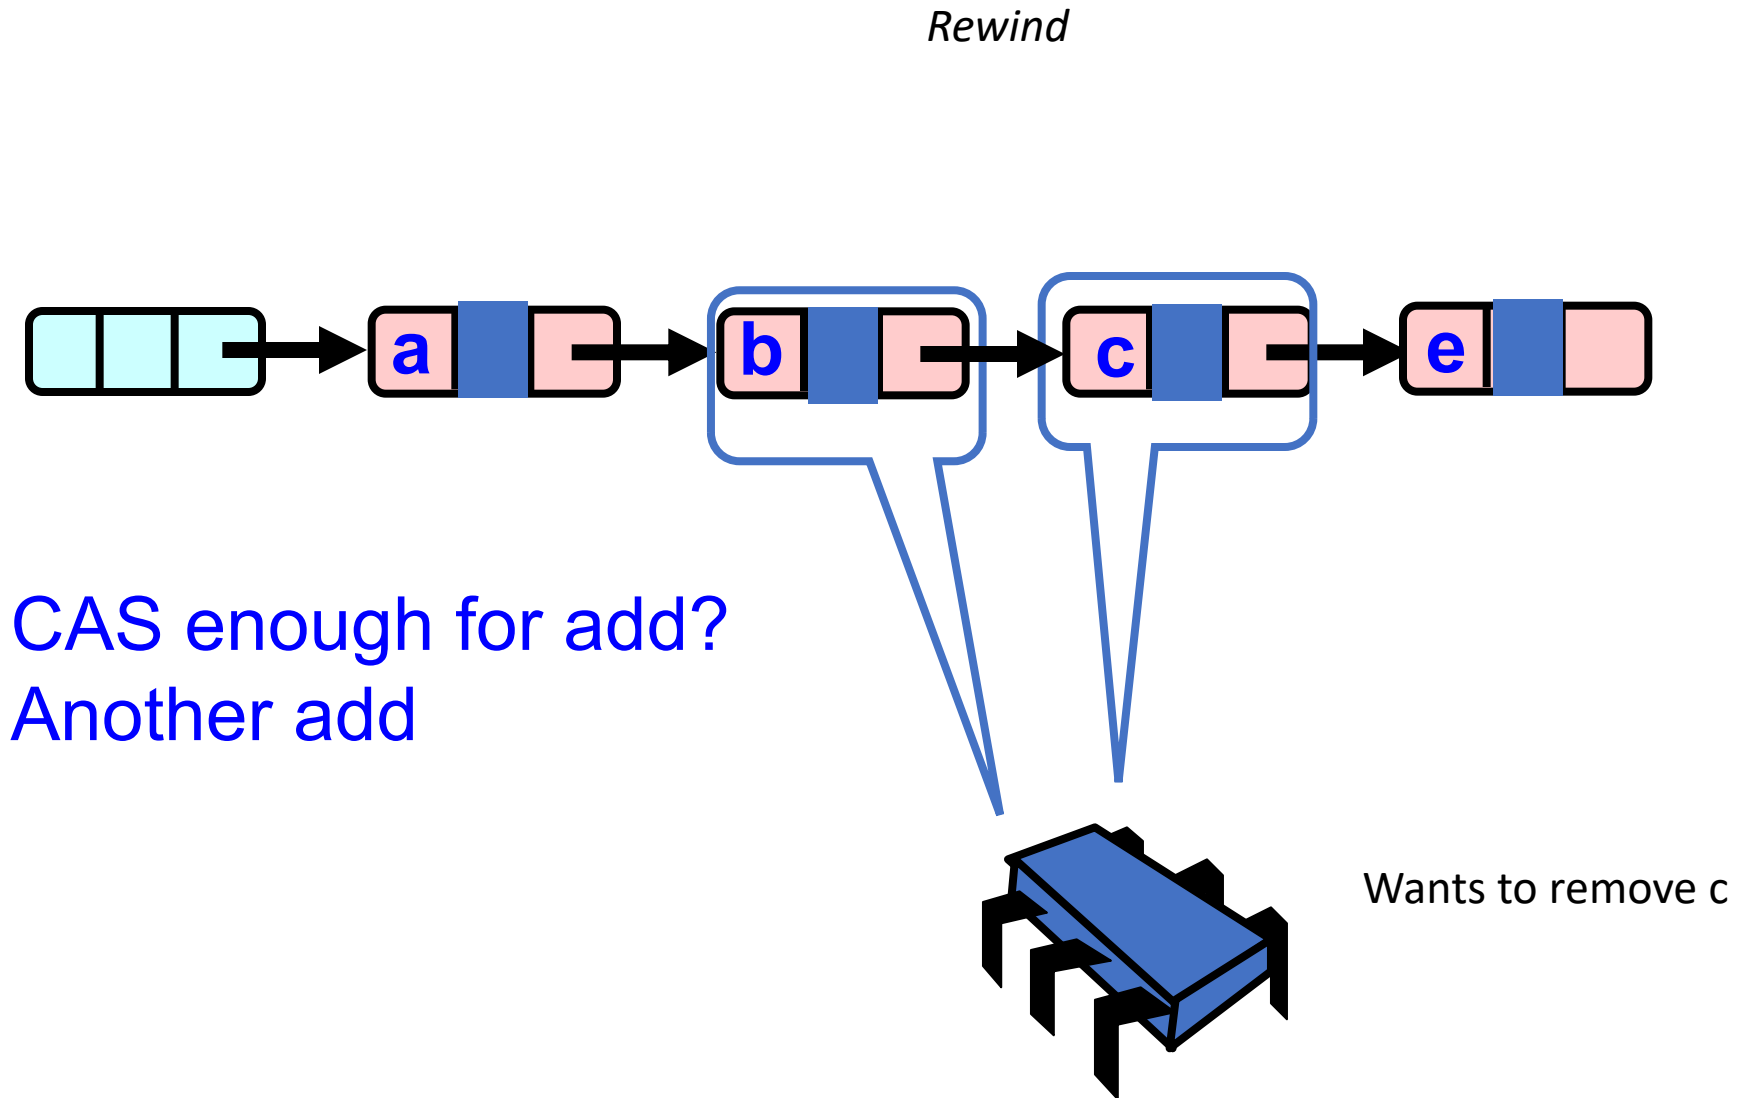 Rewind
a
b
c
e
CAS enough for add?
Another add
Wants to remove c